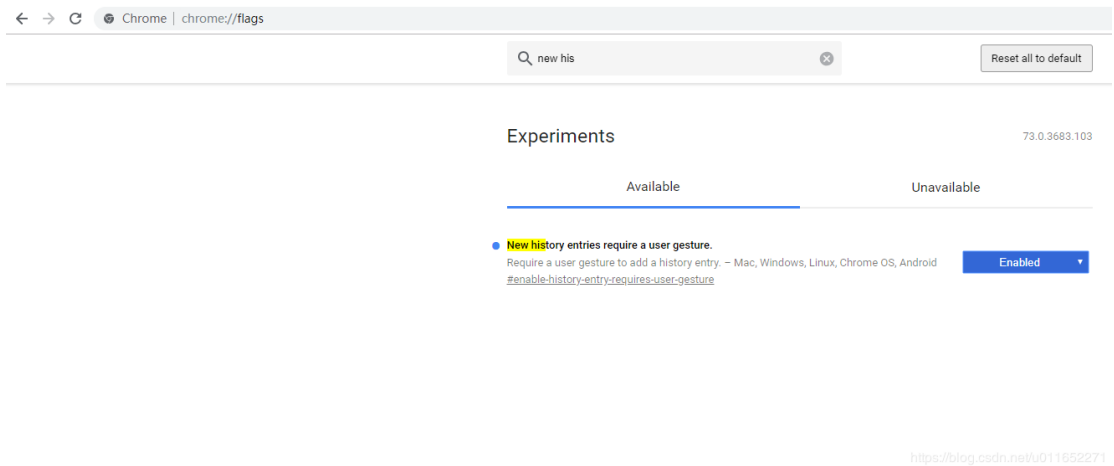 Chrome | chrome://flags
new his
Reset all to default
Experiments
73.0.3683.103
Available
Unavailable
New history entries require a user gesture.
Enabled
Require a user gesture to add a history entry. – Mac, Windows, Linux, Chrome OS, Android
#enable-history-entry-requires-user-gesture
https://blog.csdn.net/u011652271